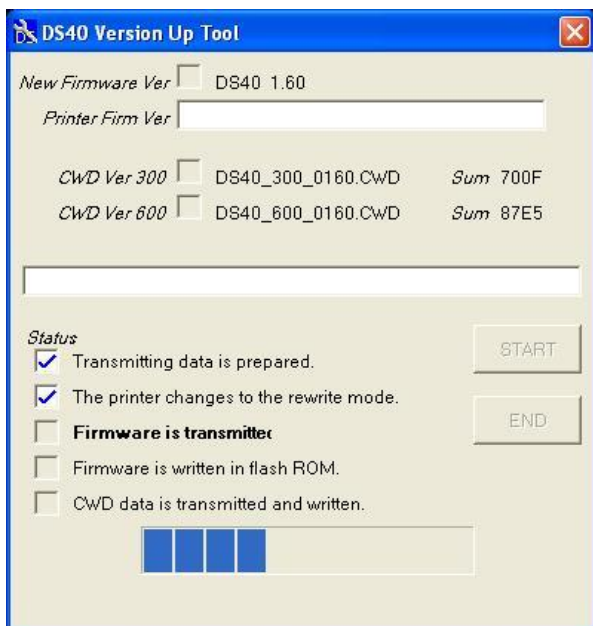 DS40 Version Up Tool
New Firmware Ver DS40 1.60
Printer Firm Ver
CWD Ver 300 DS40_300_0160.CWD Sum 700F
CWD Ver 600 DS40_600_0160.CWD Sum 87E5
Status
Transmitting data is prepared.
START
The printer changes to the rewrite mode.
END
Firmware is transmitted
Firmware is written in flash ROM.
CWD data is transmitted and written.